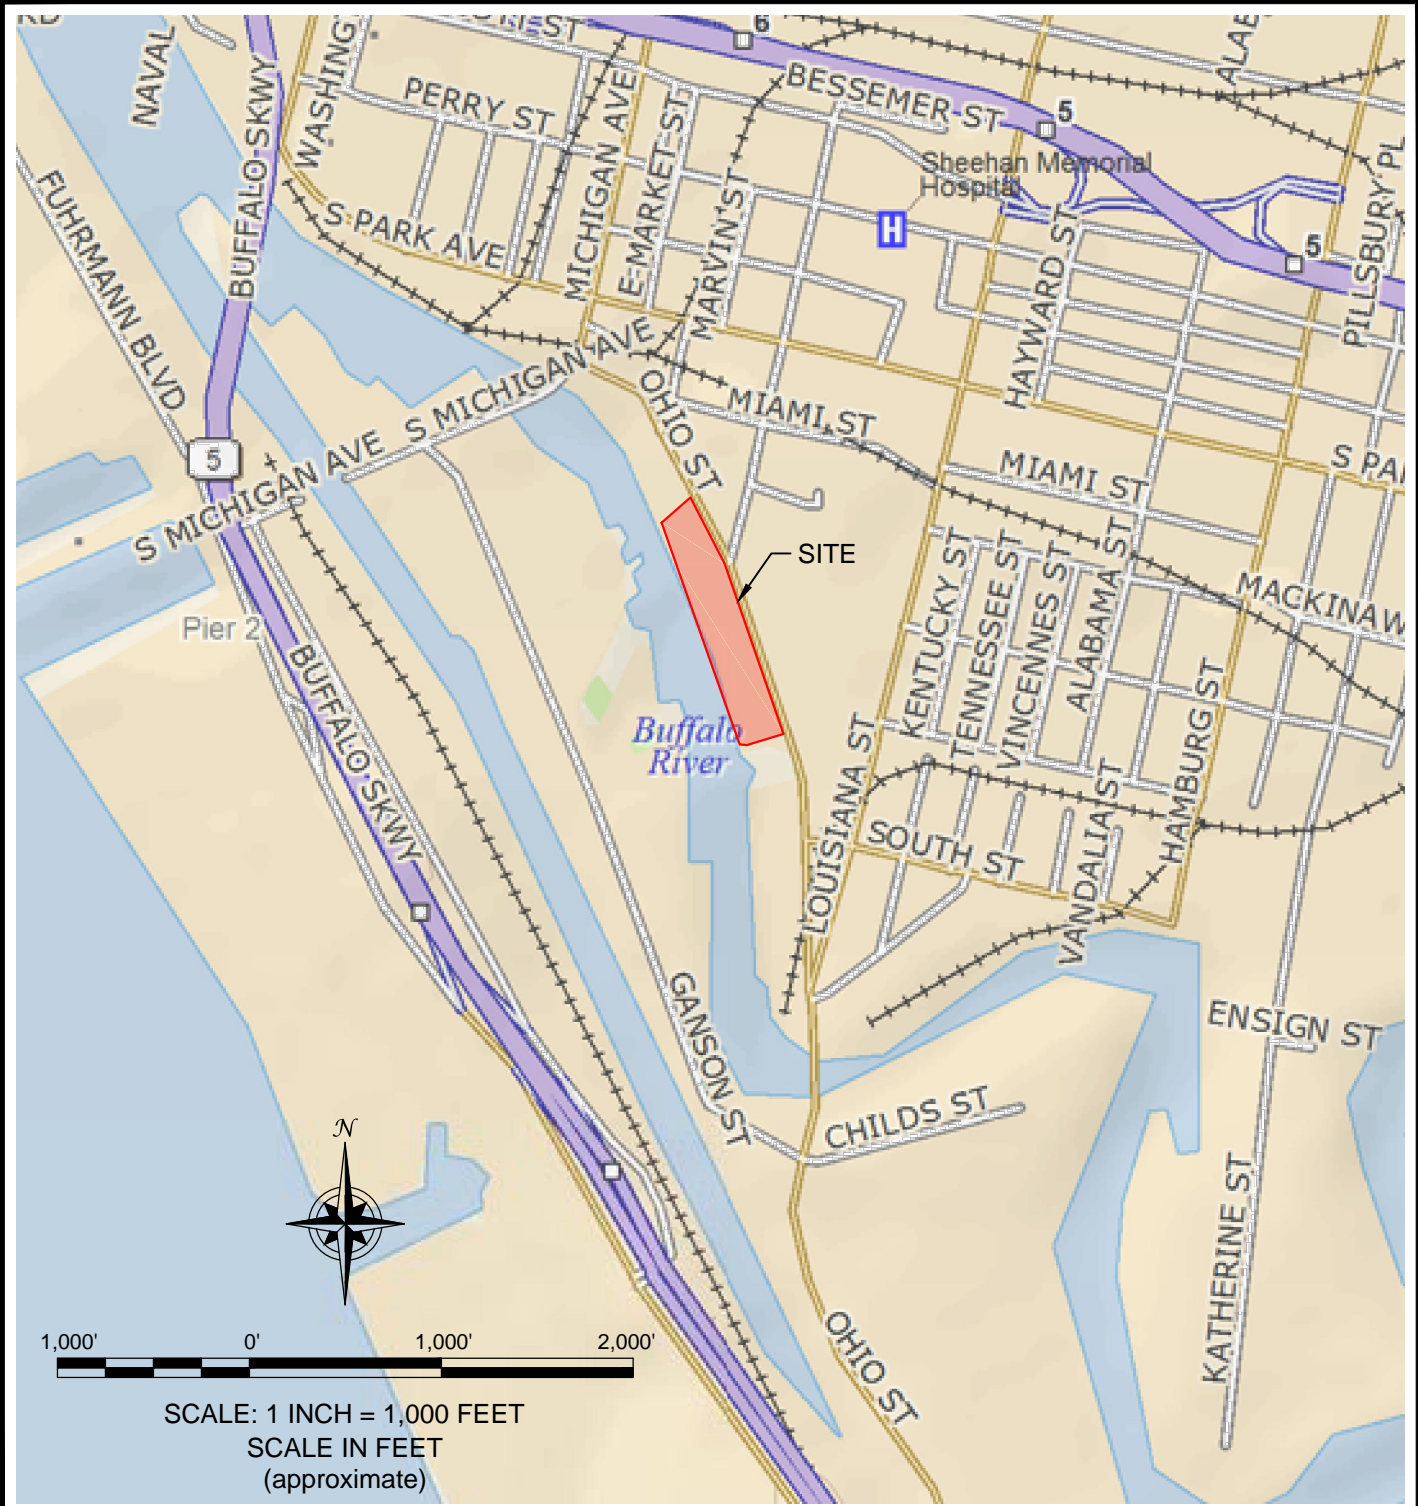 RD
NAVAL
BUFFALO SKWY
WASHING
ST
6
ALAB
PERRY ST
MICHIGAN AVE
E MARKET ST
BESSEMER ST
5
Sheehan Memorial
Hospital
H
MARVIN ST
S PARK AVE
HAYWARD ST
5
PILLSBURY PL
FUHRMANN BLVD
S MICHIGAN AVE
OHIO ST
MIAMI ST
5
S MICHIGAN AVE
MIAMI ST
S PAR
SITE
KENTUCKY ST
TENNESSEE ST
VINCENNES ST
ALABAMA ST
MACKINAW
Pier 2
BUFFALO SKWY
Buffalo
River
LOUISIANA ST
HAMBURG ST
VANDALIA ST
SOUTH ST
GANSON ST
ENSIGN ST
CHILDS ST
N
KATHERINE ST
OHIO ST
1,000' 0' 1,000' 2,000'
SCALE: 1 INCH = 1,000 FEET
SCALE IN FEET
(approximate)